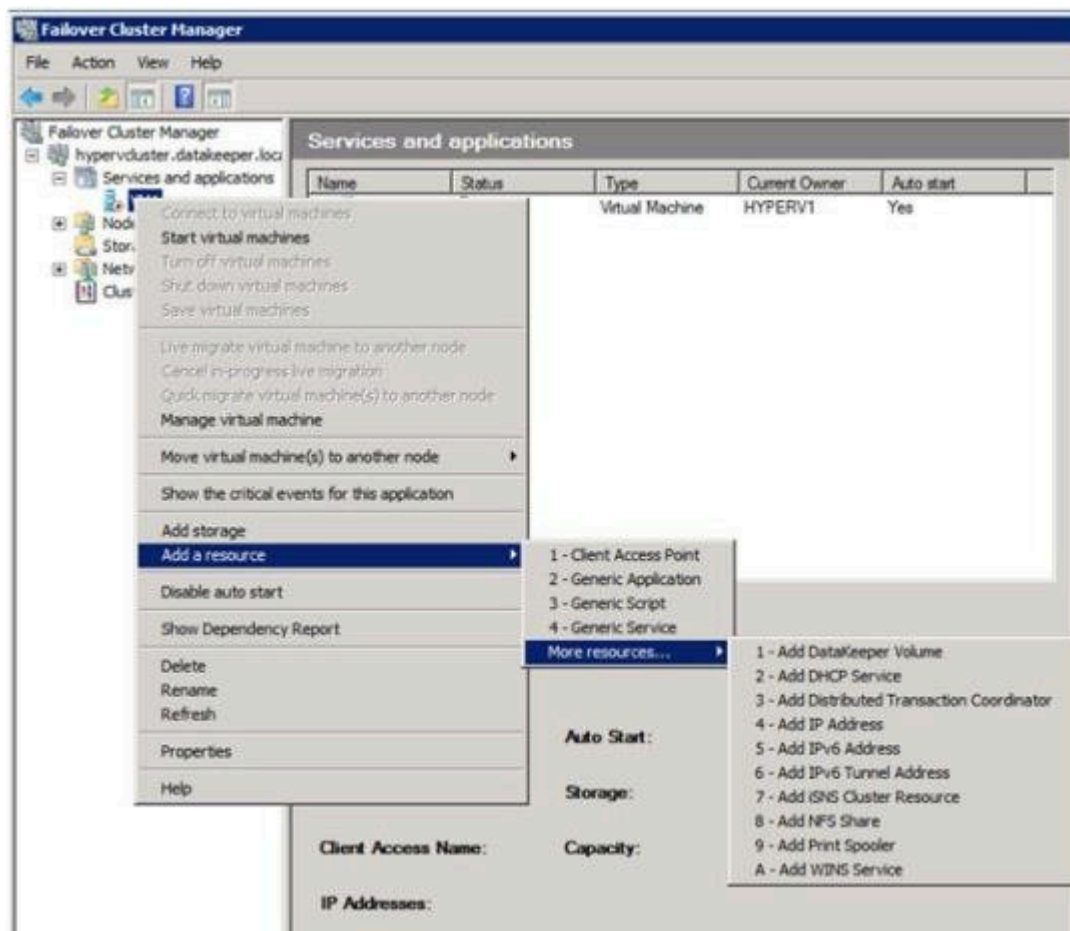 Failover Cluster Manager
File Action View Help
Failover Cluster Manager
hypervcluster.datakeeper.loca
Services and applications
Node
Stor
Netv
Clus
Services and applications
Name Status Type Current Owner Auto start
Virtual Machine HYPERV1 Yes
Connect to virtual machines
Start virtual machines
Turn off virtual machines
Shut down virtual machines
Save virtual machines
Live migrate virtual machine to another node
Cancel in-progress live migration
Quick migrate virtual machine(s) to another node
Manage virtual machine
Move virtual machine(s) to another node
Show the critical events for this application
Add storage
Add a resource
Disable auto start
Show Dependency Report
Delete
Rename
Refresh
Properties
Help
1 - Client Access Point
2 - Generic Application
3 - Generic Script
4 - Generic Service
More resources...
1 - Add DataKeeper Volume
2 - Add DHCP Service
3 - Add Distributed Transaction Coordinator
4 - Add IP Address
5 - Add IPv6 Address
6 - Add IPv6 Tunnel Address
7 - Add iSNS Cluster Resource
8 - Add NFS Share
9 - Add Print Spooler
A - Add WINS Service
Auto Start:
Storage:
Client Access Name: Capacity:
IP Addresses: